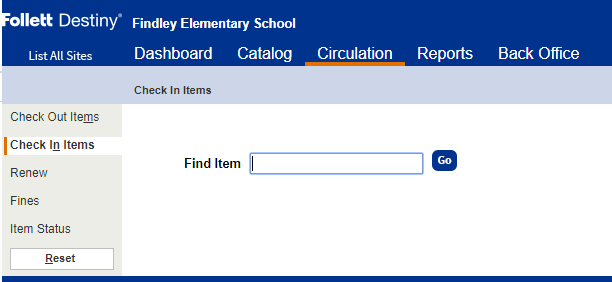 Follett Destiny® Findley Elementary School
List All Sites Dashboard Catalog Circulation Reports Back Office
Check In Items
Check Out Items
Check In Items
Find Item Go
Renew
Fines
Item Status
Reset